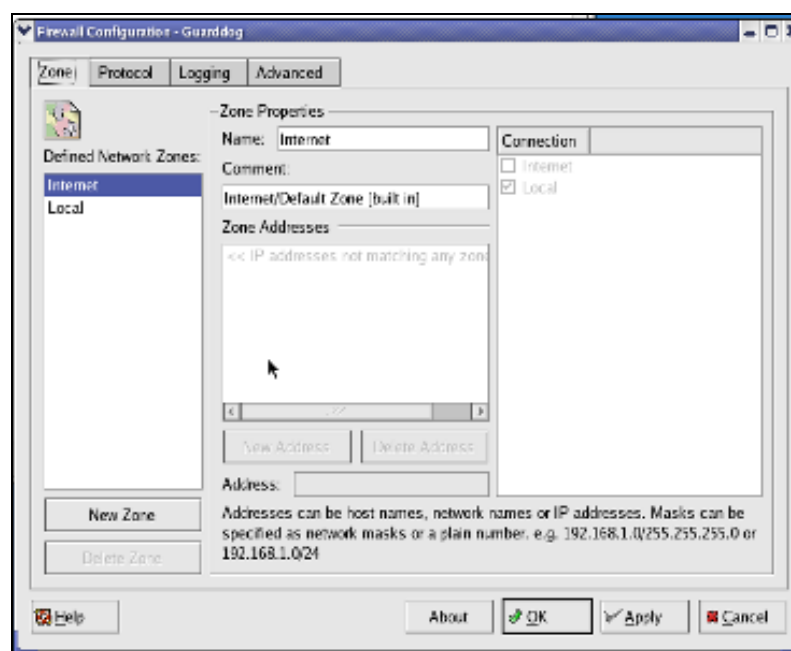 Firewall Configuration - Guarddog
Zone Protocol Logging Advanced
Defined Network Zones:
Internet
Local
New Zone
Delete Zone
Zone Properties
Name: Internet
Comment:
Internet/Default Zone [built in]
Zone Addresses
<< IP addresses not matching any zone
New Address Delete Address
Address:
Connection
Internet
Local
Addresses can be host names, network names or IP addresses. Masks can be
specified as network masks or a plain number. e.g. 192.168.1.0/255.255.255.0 or
192.168.1.0/24
Help About OK Apply Cancel